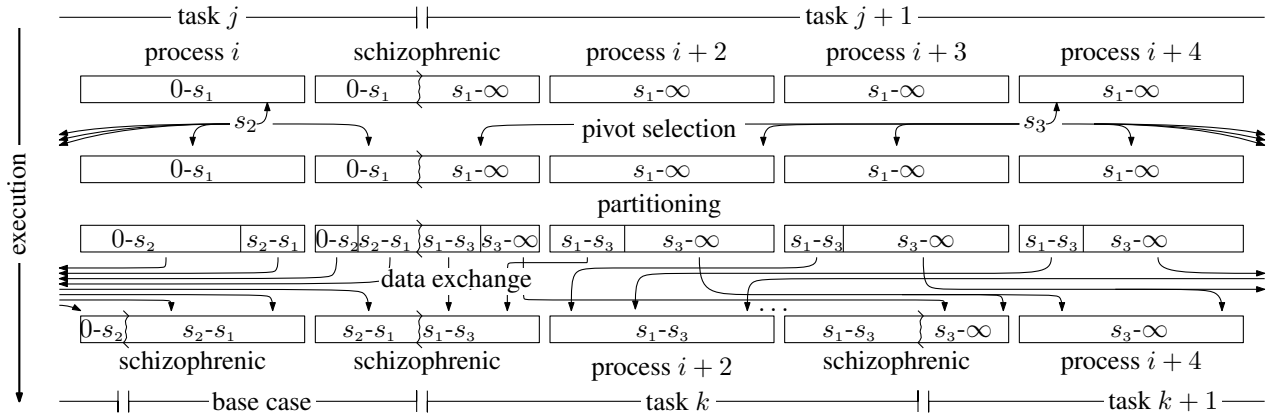 task j task j + 1
process i schizophrenic process i + 2 process i + 3 process i + 4
0-s₁ 0-s₁ s₁-∞ s₁-∞ s₁-∞ s₁-∞
s₂ pivot selection s₃
0-s₁ 0-s₁ s₁-∞ s₁-∞ s₁-∞ s₁-∞
execution
partitioning
0-s₂ s₂-s₁ 0-s₂ s₂-s₁ s₁-s₃ s₃-∞ s₁-s₃ s₃-∞ s₁-s₃ s₃-∞ s₁-s₃ s₃-∞
data exchange
...
0-s₂ s₂-s₁ s₂-s₁ s₁-s₃ s₁-s₃ s₁-s₃ s₃-∞ s₃-∞
schizophrenic schizophrenic process i + 2 schizophrenic process i + 4
base case task k task k + 1